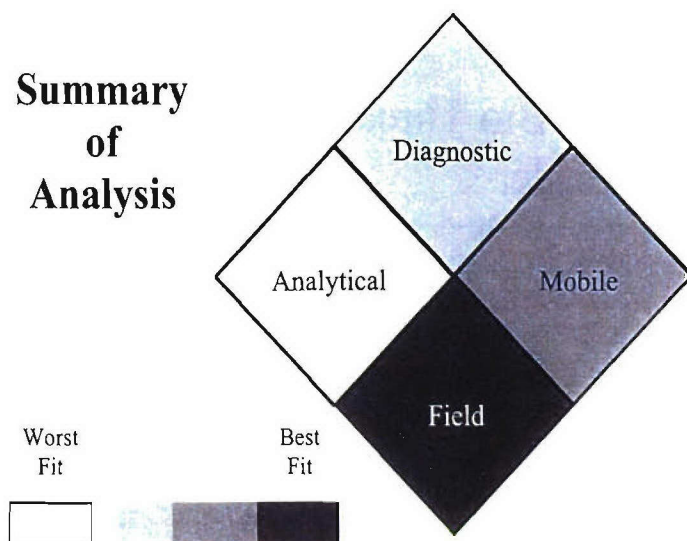 Summary
of
Analysis
Diagnostic
Analytical
Mobile
Field
Worst
Fit
Best
Fit